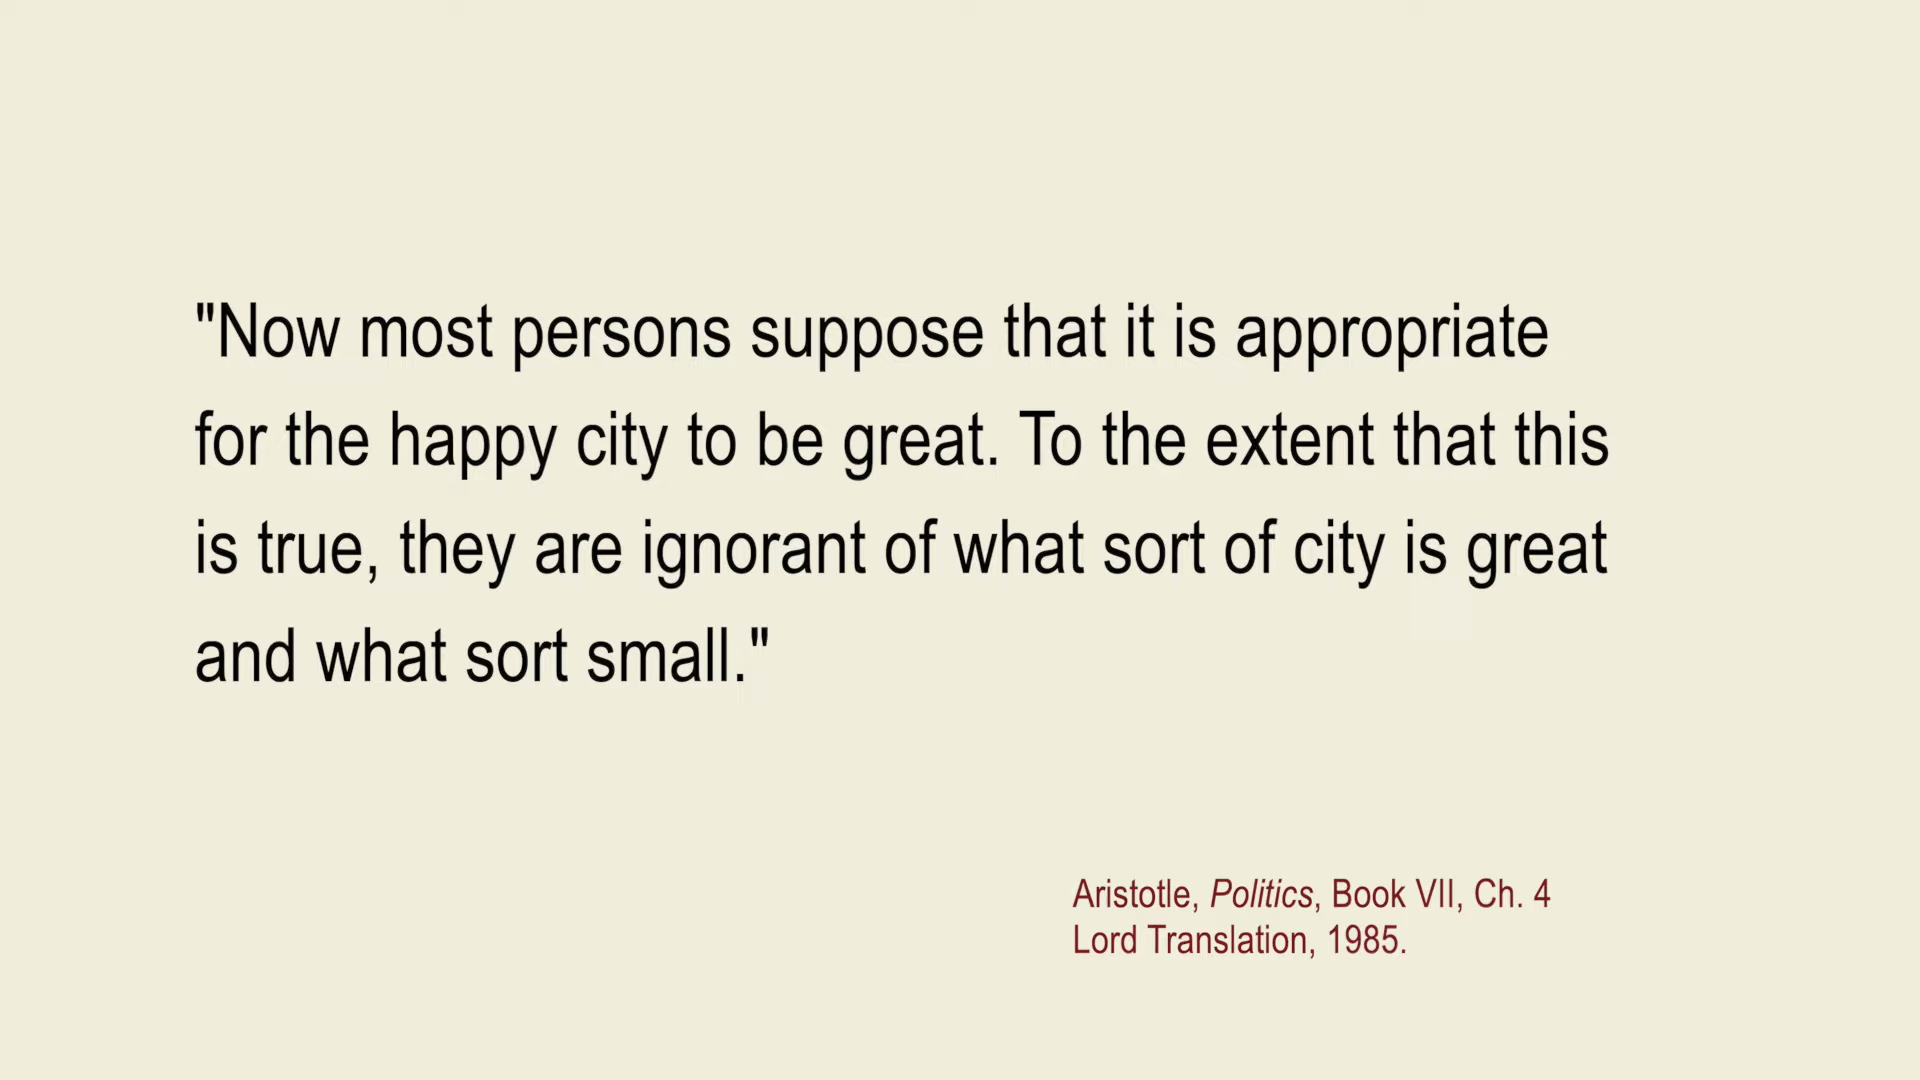 "Now most persons suppose that it is appropriate
for the happy city to be great. To the extent that this
is true, they are ignorant of what sort of city is great
and what sort small."
Aristotle, Politics, Book VII, Ch. 4
Lord Translation, 1985.